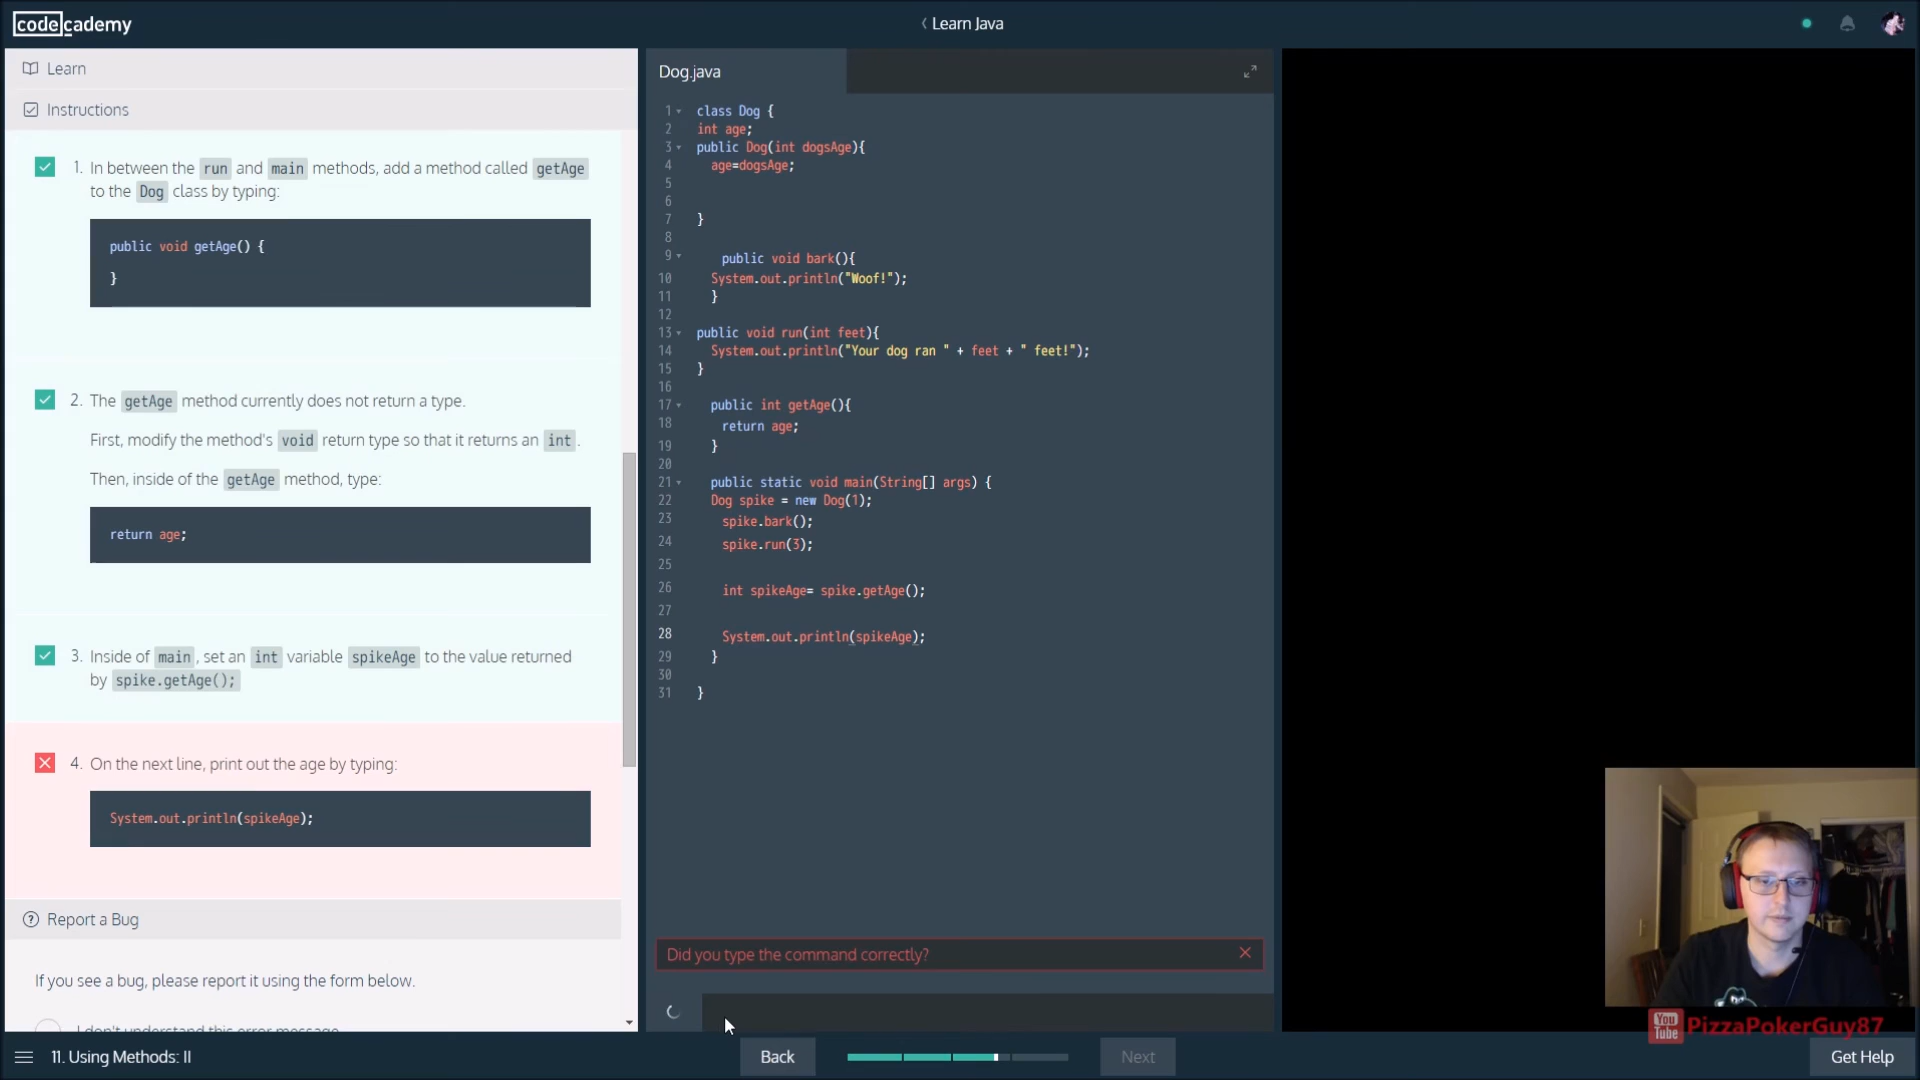 codecademy
Learn Java
Learn
Instructions
1. In between the run and main methods, add a method called getAge
to the Dog class by typing:
public void getAge() {
}
2. The getAge method currently does not return a type.
First, modify the method's void return type so that it returns an int.
Then, inside of the getAge method, type:
return age;
3. Inside of main, set an int variable spikeAge to the value returned
by spike.getAge();
4. On the next line, print out the age by typing:
System.out.println(spikeAge);
Report a Bug
If you see a bug, please report it using the form below.
I don't understand this error message
Dog.java
1 class Dog {
2 int age;
3 public Dog(int dogsAge){
4 age=dogsAge;
5
6
7 }
8
9 public void bark(){
10 System.out.println("Woof!");
11 }
12
13 public void run(int feet){
14 System.out.println("Your dog ran " + feet + " feet!");
15 }
16
17 public int getAge(){
18 return age;
19 }
20
21 public static void main(String[] args) {
22 Dog spike = new Dog(1);
23 spike.bark();
24 spike.run(3);
25
26 int spikeAge= spike.getAge();
27
28 System.out.println(spikeAge);
29 }
30
31 }
Did you type the command correctly?
You Tube PizzaPokerGuy87
11. Using Methods: II
Back
Next
Get Help